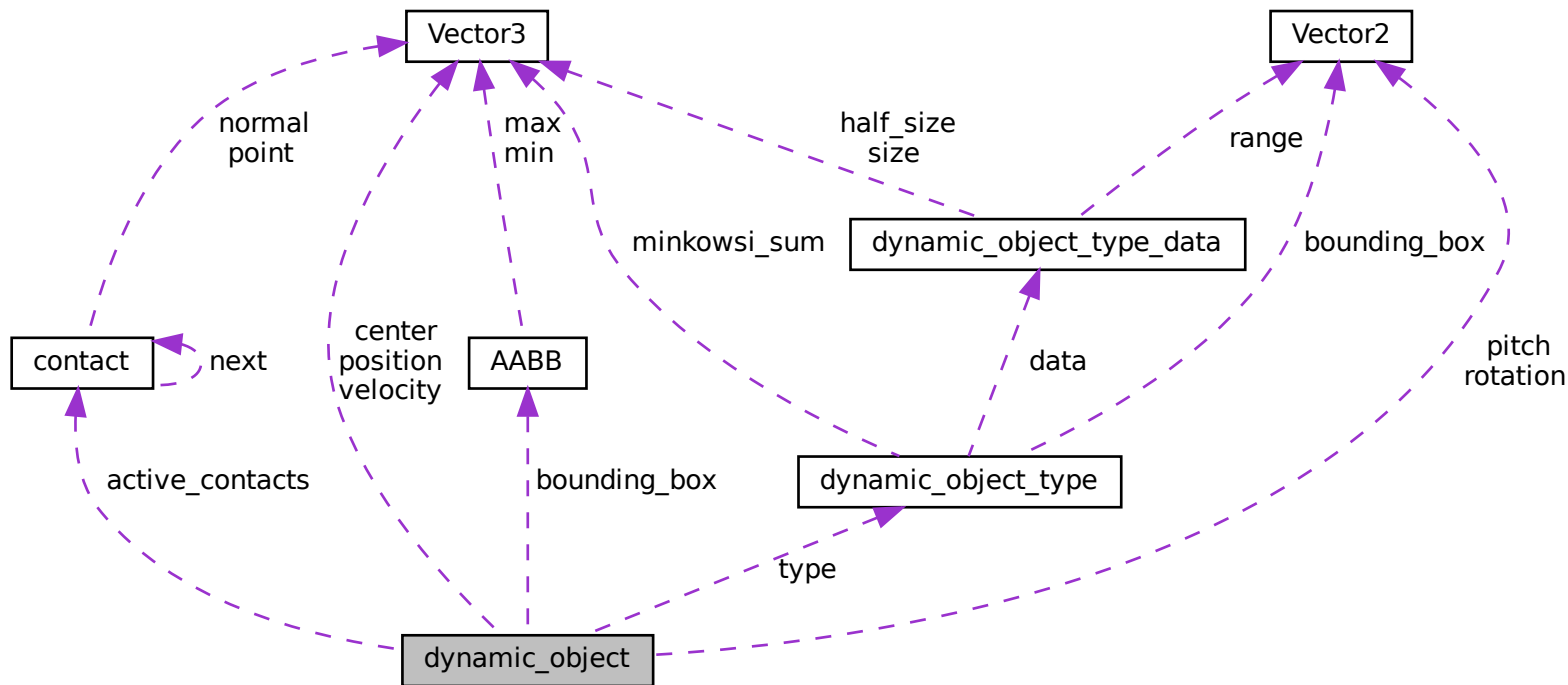 Vector3
Vector2
normal
point
max
min
half_size
size
range
minkowsi_sum
dynamic_object_type_data
bounding_box
center
position
velocity
contact
next
AABB
data
pitch
rotation
active_contacts
bounding_box
dynamic_object_type
type
dynamic_object